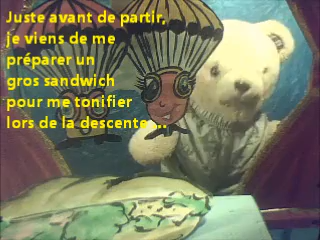 Juste avant de partir,
je viens de me
préparer un
gros sandwich
pour me tonifier
lors de la descente...